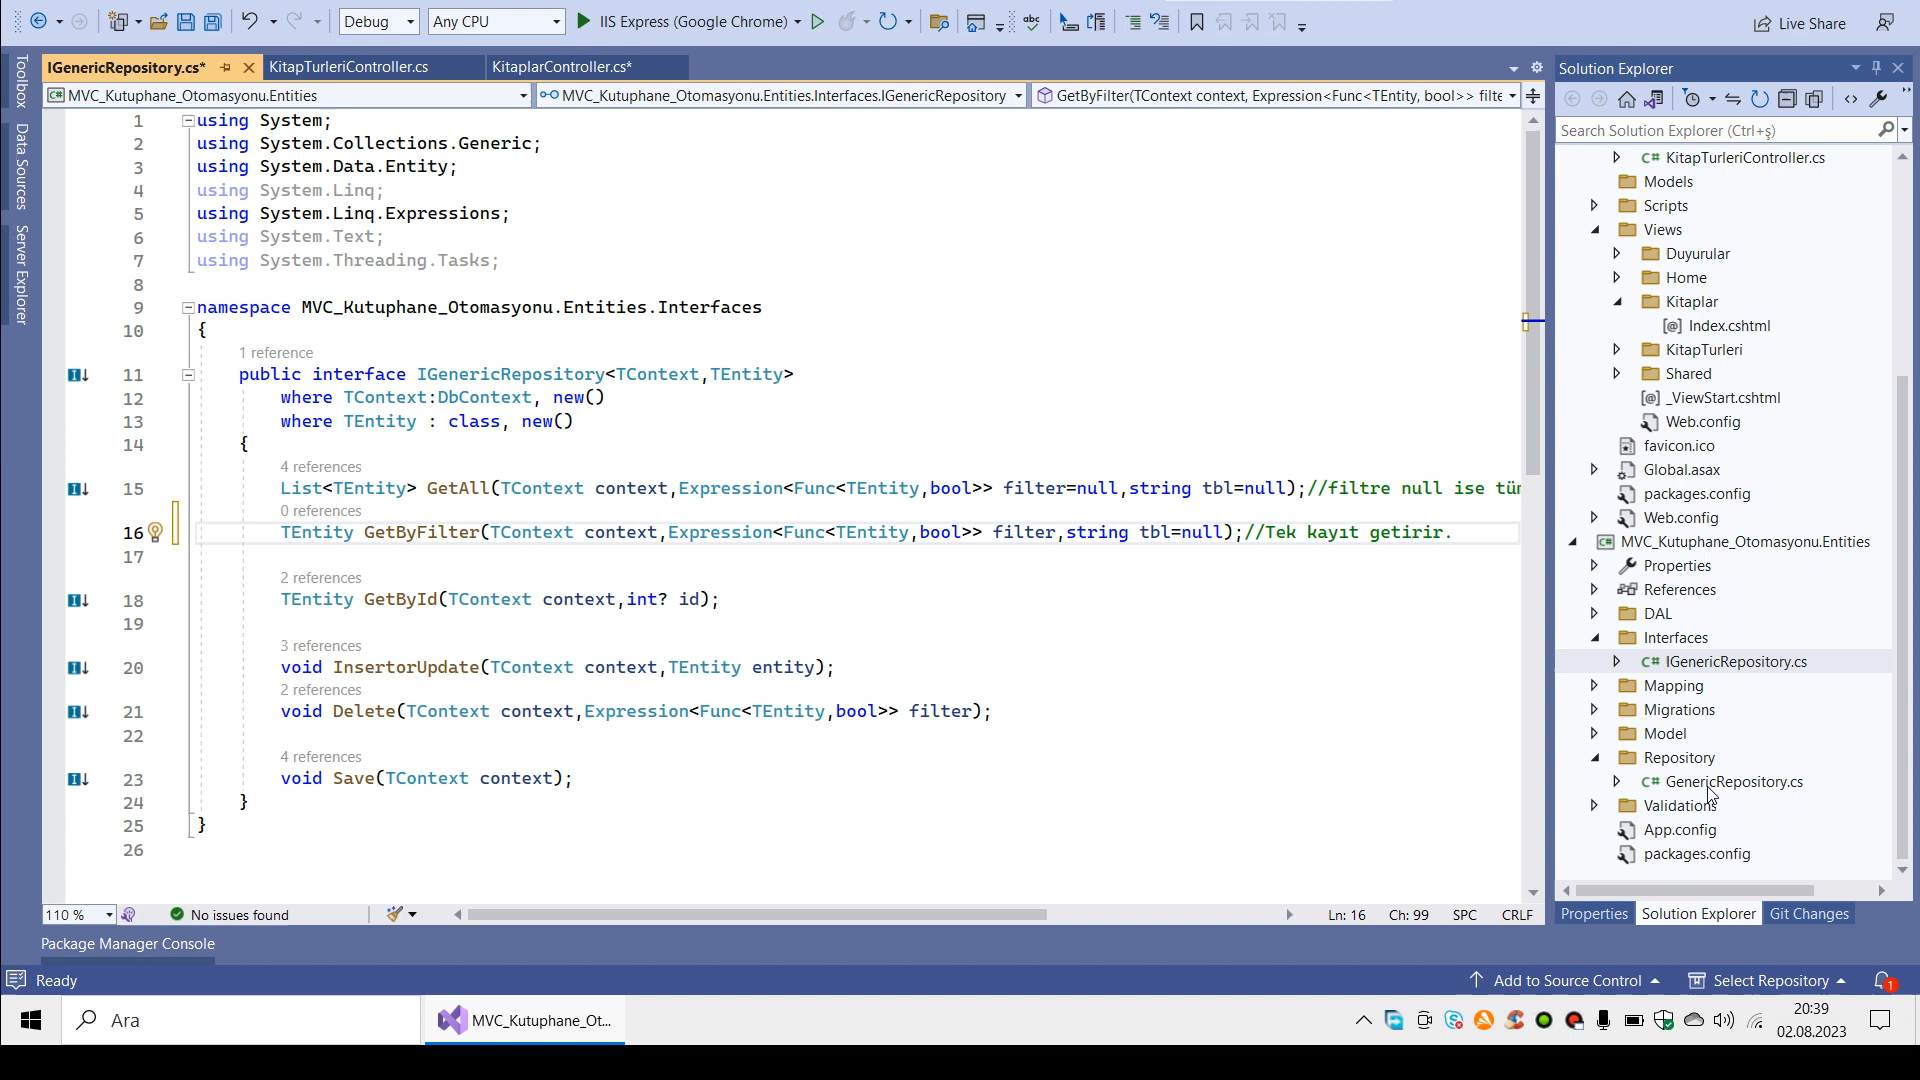 Debug
Any CPU
IIS Express (Google Chrome)
Live Share
Toolbox
Data Sources
Server Explorer
IGenericRepository.cs*
KitapTurleriController.cs
KitaplarController.cs*
MVC_Kutuphane_Otomasyonu.Entities
MVC_Kutuphane_Otomasyonu.Entities.Interfaces.IGenericRepository
GetByFilter(TContext context, Expression<Func<TEntity, bool>> filte
1 using System;
2 using System.Collections.Generic;
3 using System.Data.Entity;
4 using System.Linq;
5 using System.Linq.Expressions;
6 using System.Text;
7 using System.Threading.Tasks;
8
9 namespace MVC_Kutuphane_Otomasyonu.Entities.Interfaces
10 {
1 reference
11 public interface IGenericRepository<TContext,TEntity>
12 where TContext:DbContext, new()
13 where TEntity : class, new()
14 {
4 references
15 List<TEntity> GetAll(TContext context,Expression<Func<TEntity,bool>> filter=null,string tbl=null);//filtre null ise tür
0 references
16 TEntity GetByFilter(TContext context,Expression<Func<TEntity,bool>> filter,string tbl=null);//Tek kayıt getirir.
17
2 references
18 TEntity GetById(TContext context,int? id);
19
3 references
20 void InsertorUpdate(TContext context,TEntity entity);
2 references
21 void Delete(TContext context,Expression<Func<TEntity,bool>> filter);
22
4 references
23 void Save(TContext context);
24 }
25 }
26
110 %
No issues found
Ln: 16
Ch: 99
SPC
CRLF
Solution Explorer
Search Solution Explorer (Ctrl+ş)
C# KitapTurleriController.cs
Models
Scripts
Views
Duyurular
Home
Kitaplar
[@] Index.cshtml
KitapTurleri
Shared
[@] _ViewStart.cshtml
Web.config
favicon.ico
Global.asax
packages.config
Web.config
C# MVC_Kutuphane_Otomasyonu.Entities
Properties
References
DAL
Interfaces
C# IGenericRepository.cs
Mapping
Migrations
Model
Repository
C# GenericRepository.cs
Validations
App.config
packages.config
Properties
Solution Explorer
Git Changes
Package Manager Console
Ready
Add to Source Control
Select Repository
1
Ara
MVC_Kutuphane_Ot...
20:39
02.08.2023